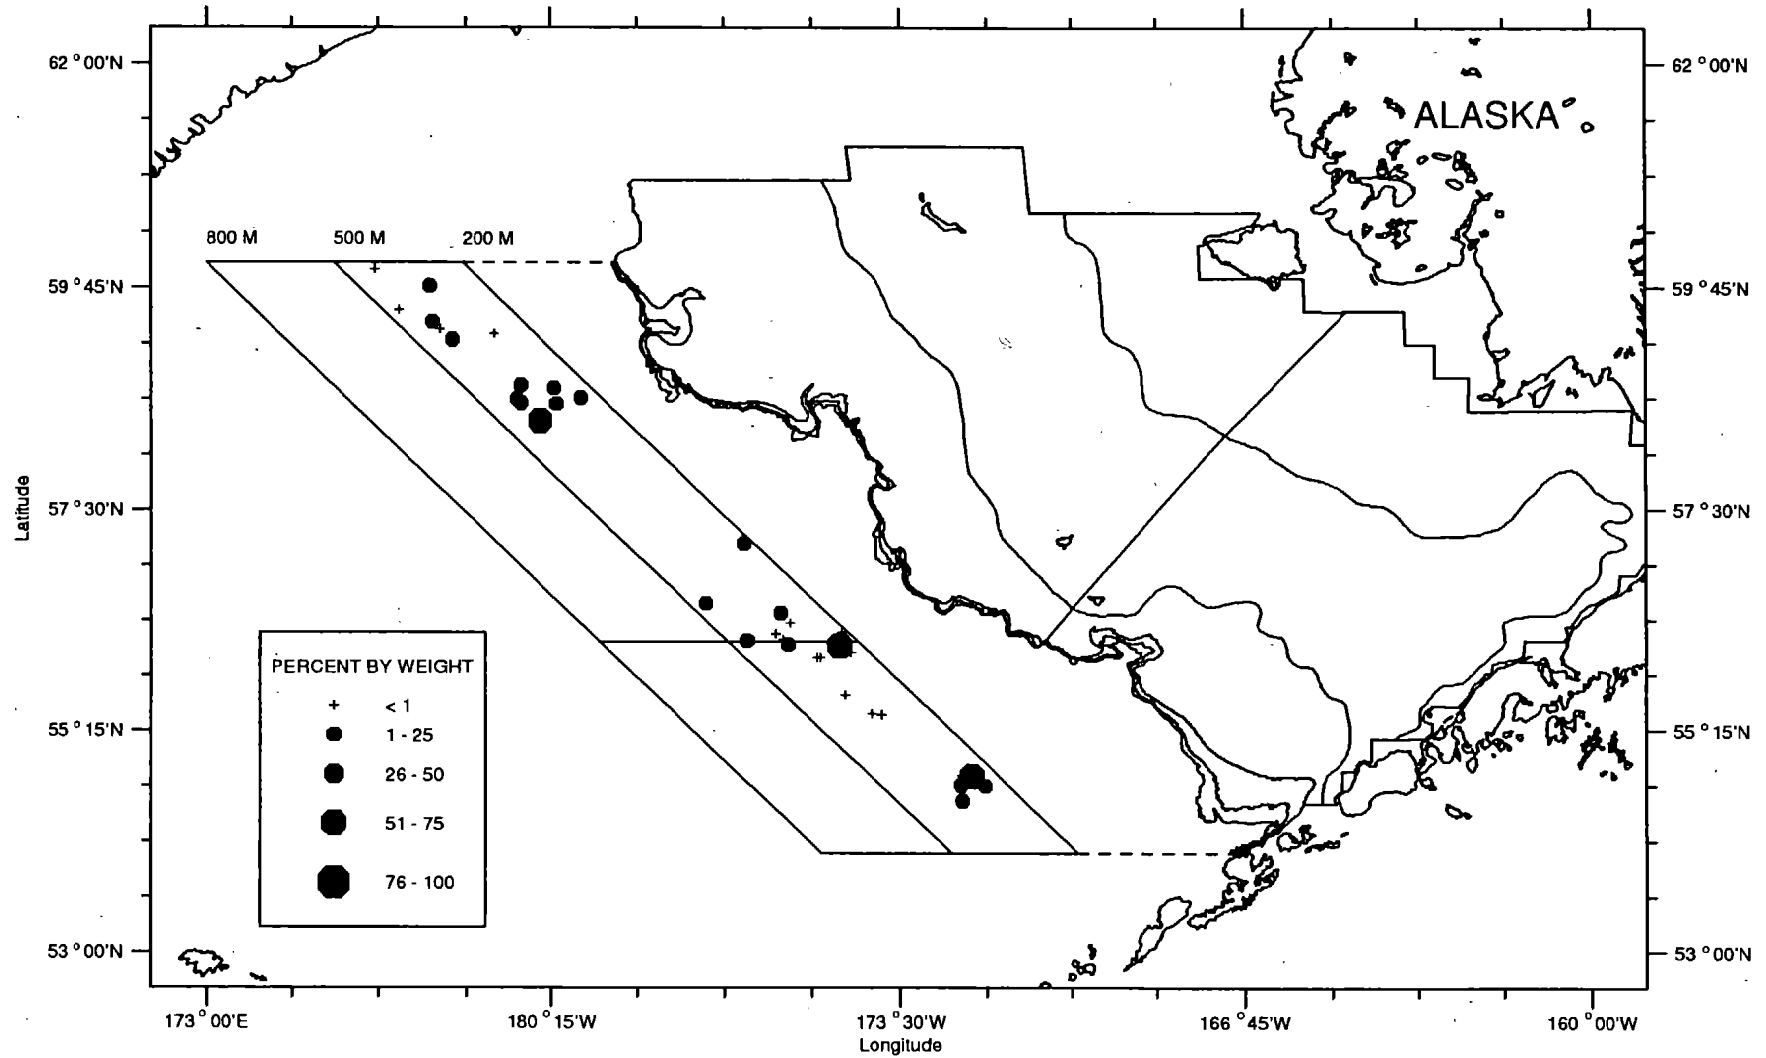 62 °00'N
62 °00'N
ALASKA
800 M 500 M 200 M
59 °45'N
59 °45'N
57 °30'N
57 °30'N
Latitude
PERCENT BY WEIGHT
+ < 1
1 - 25
26 - 50
51 - 75
76 - 100
55 °15'N
55 °15'N
53 °00'N
53 °00'N
173 °00'E 180 °15'W 173 °30'W 166 °45'W 160 °00'W
Longitude